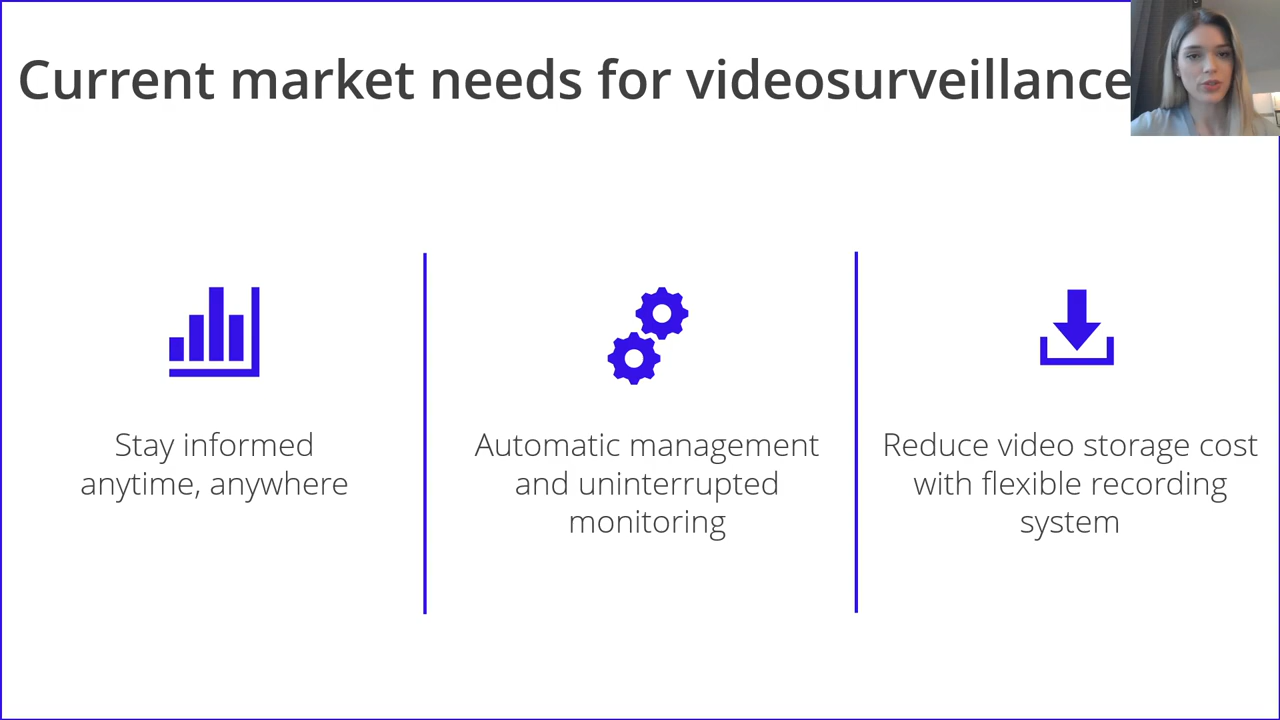 Current market needs for videosurveillance
Stay informed
anytime, anywhere
Automatic management
and uninterrupted
monitoring
Reduce video storage cost
with flexible recording
system